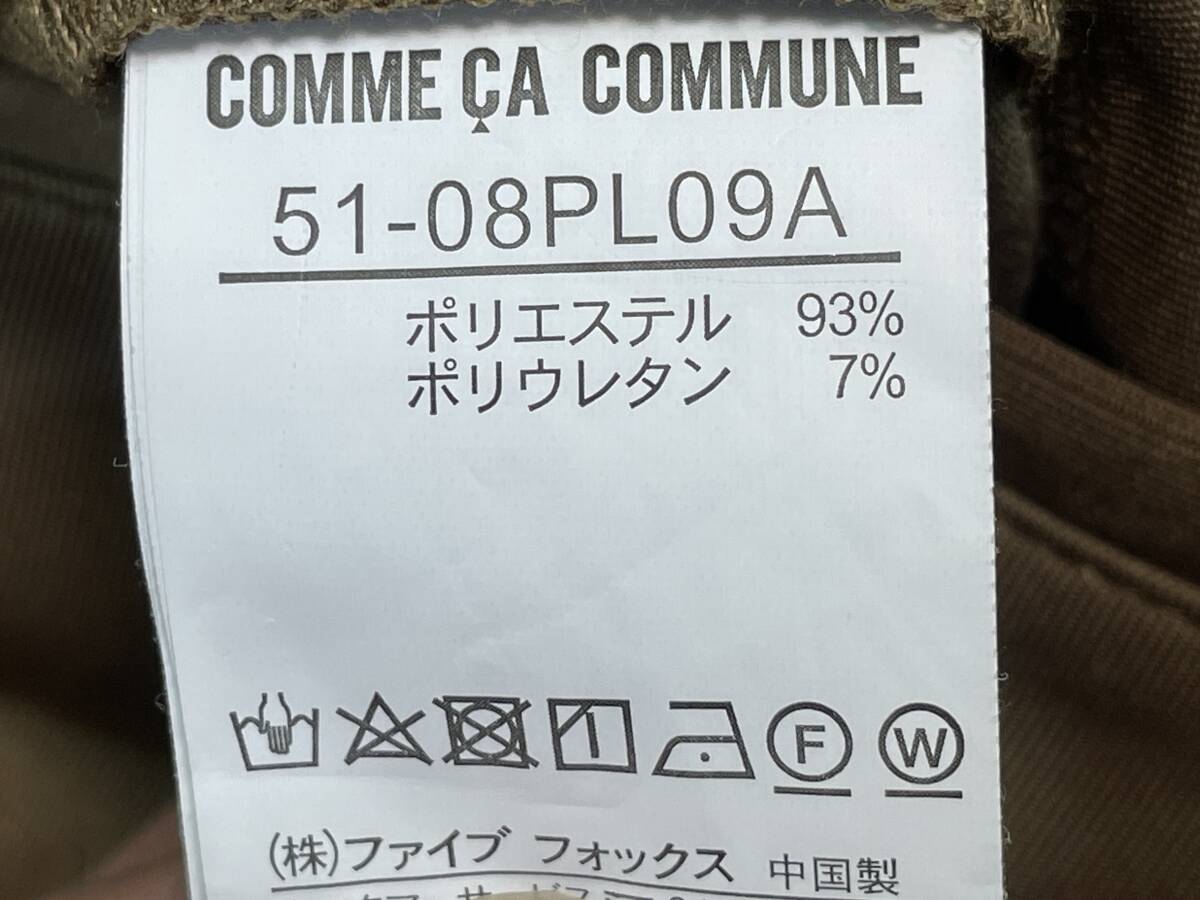 COMME ÇA COMMUNE
51-08PL09A
ポリエステル 93%
ポリウレタン 7%
F W
(株)ファイブ フォックス 中国製